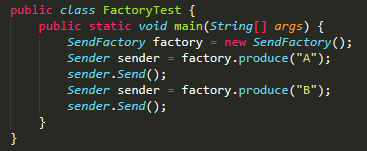 public class FactoryTest {
    public static void main(String[] args) {
        SendFactory factory = new SendFactory();
        Sender sender = factory.produce("A");
        sender.Send();
        Sender sender = factory.produce("B");
        sender.Send();
    }
}